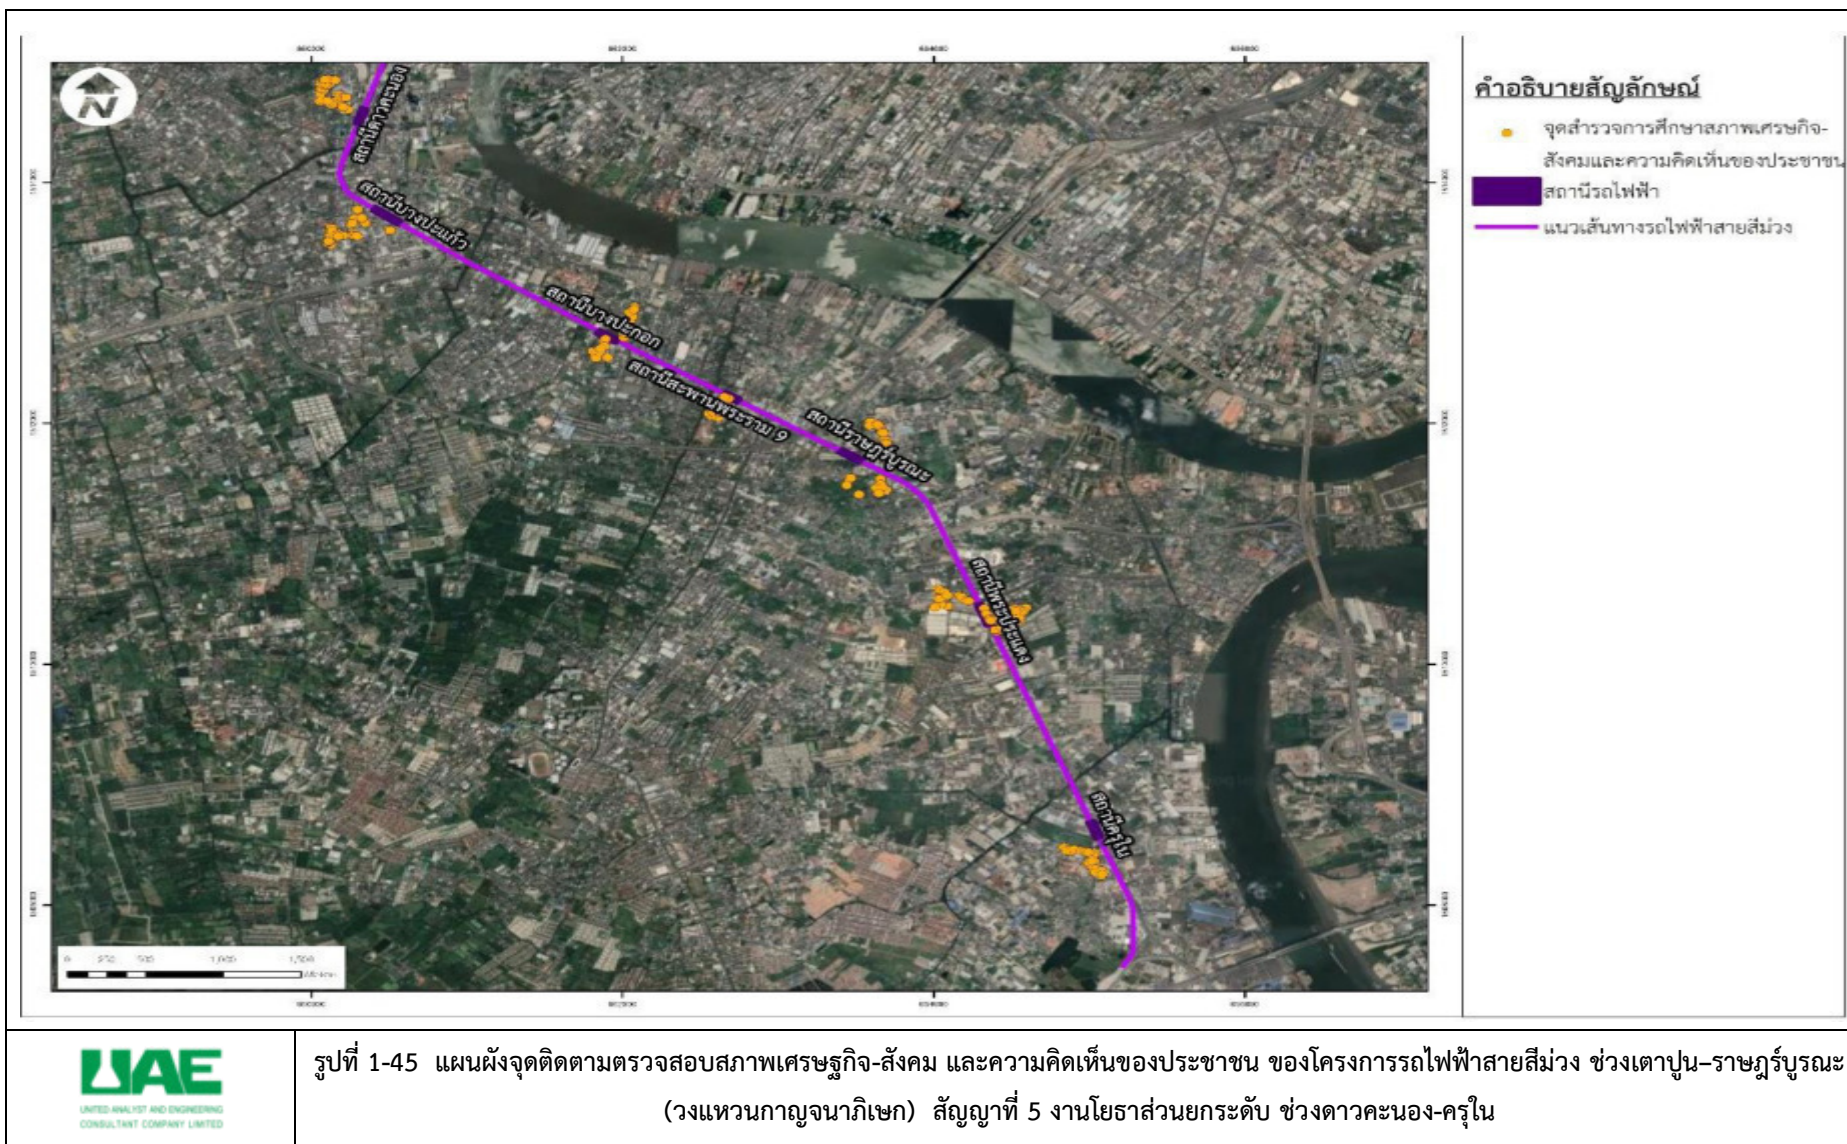 N
สถานีดาวคะนอง
สถานีบางปะแก้ว
สถานีบางปะกอก
สถานีสะพานพระราม 9
สถานีราษฎร์บูรณะ
สถานีพระประแดง
สถานีครุใน
0 250 500 1,000 1,500
คำอธิบายสัญลักษณ์
จุดสำรวจการศึกษาสภาพเศรษกิจ-
สังคมและความคิดเห็นของประชาชน
สถานีรถไฟฟ้า
แนวเส้นทางรถไฟฟ้าสายสีม่วง
UAE
UNITED ANALYST AND ENGINEERING
CONSULTANT COMPANY LIMITED
รูปที่ 1-45 แผนผังจุดติดตามตรวจสอบสภาพเศรษฐกิจ-สังคม และความคิดเห็นของประชาชน ของโครงการรถไฟฟ้าสายสีม่วง ช่วงเตาปูน–ราษฎร์บูรณะ
(วงแหวนกาญจนาภิเษก) สัญญาที่ 5 งานโยธาส่วนยกระดับ ช่วงดาวคะนอง-ครุใน